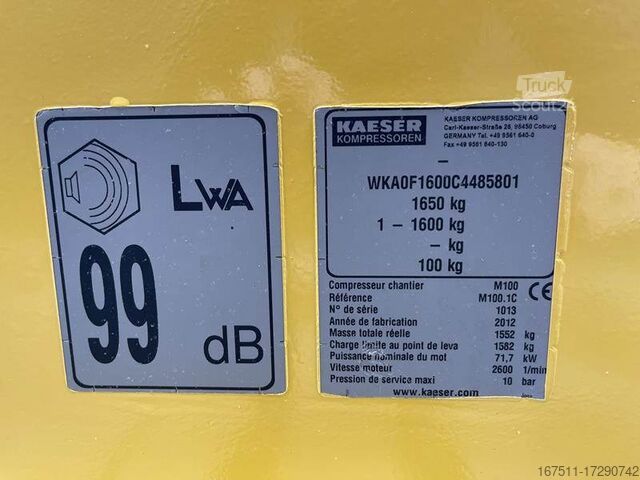 Truck
Scout24
LWA
99
dB
KAESER
KOMPRESSOREN
KAESER KOMPRESSOREN AG
Carl-Kaeser-Straße 26, 96450 Coburg
GERMANY Tel. +49 9561 640-0
Fax +49 9561 640-130
–
WKA0F1600C4485801
1650 kg
1 – 1600 kg
– kg
100 kg
Compresseur chantier M100
Référence M100.1C
N° de série 1013
Année de fabrication 2012
Masse totale réelle 1552 kg
Charge limite au point de leva 1582 kg
Puissance nominale du mot 71,7 kW
Vitesse moteur 2600 1/min
Pression de service maxi 10 bar
CE
www.kaeser.com
167511-17290742